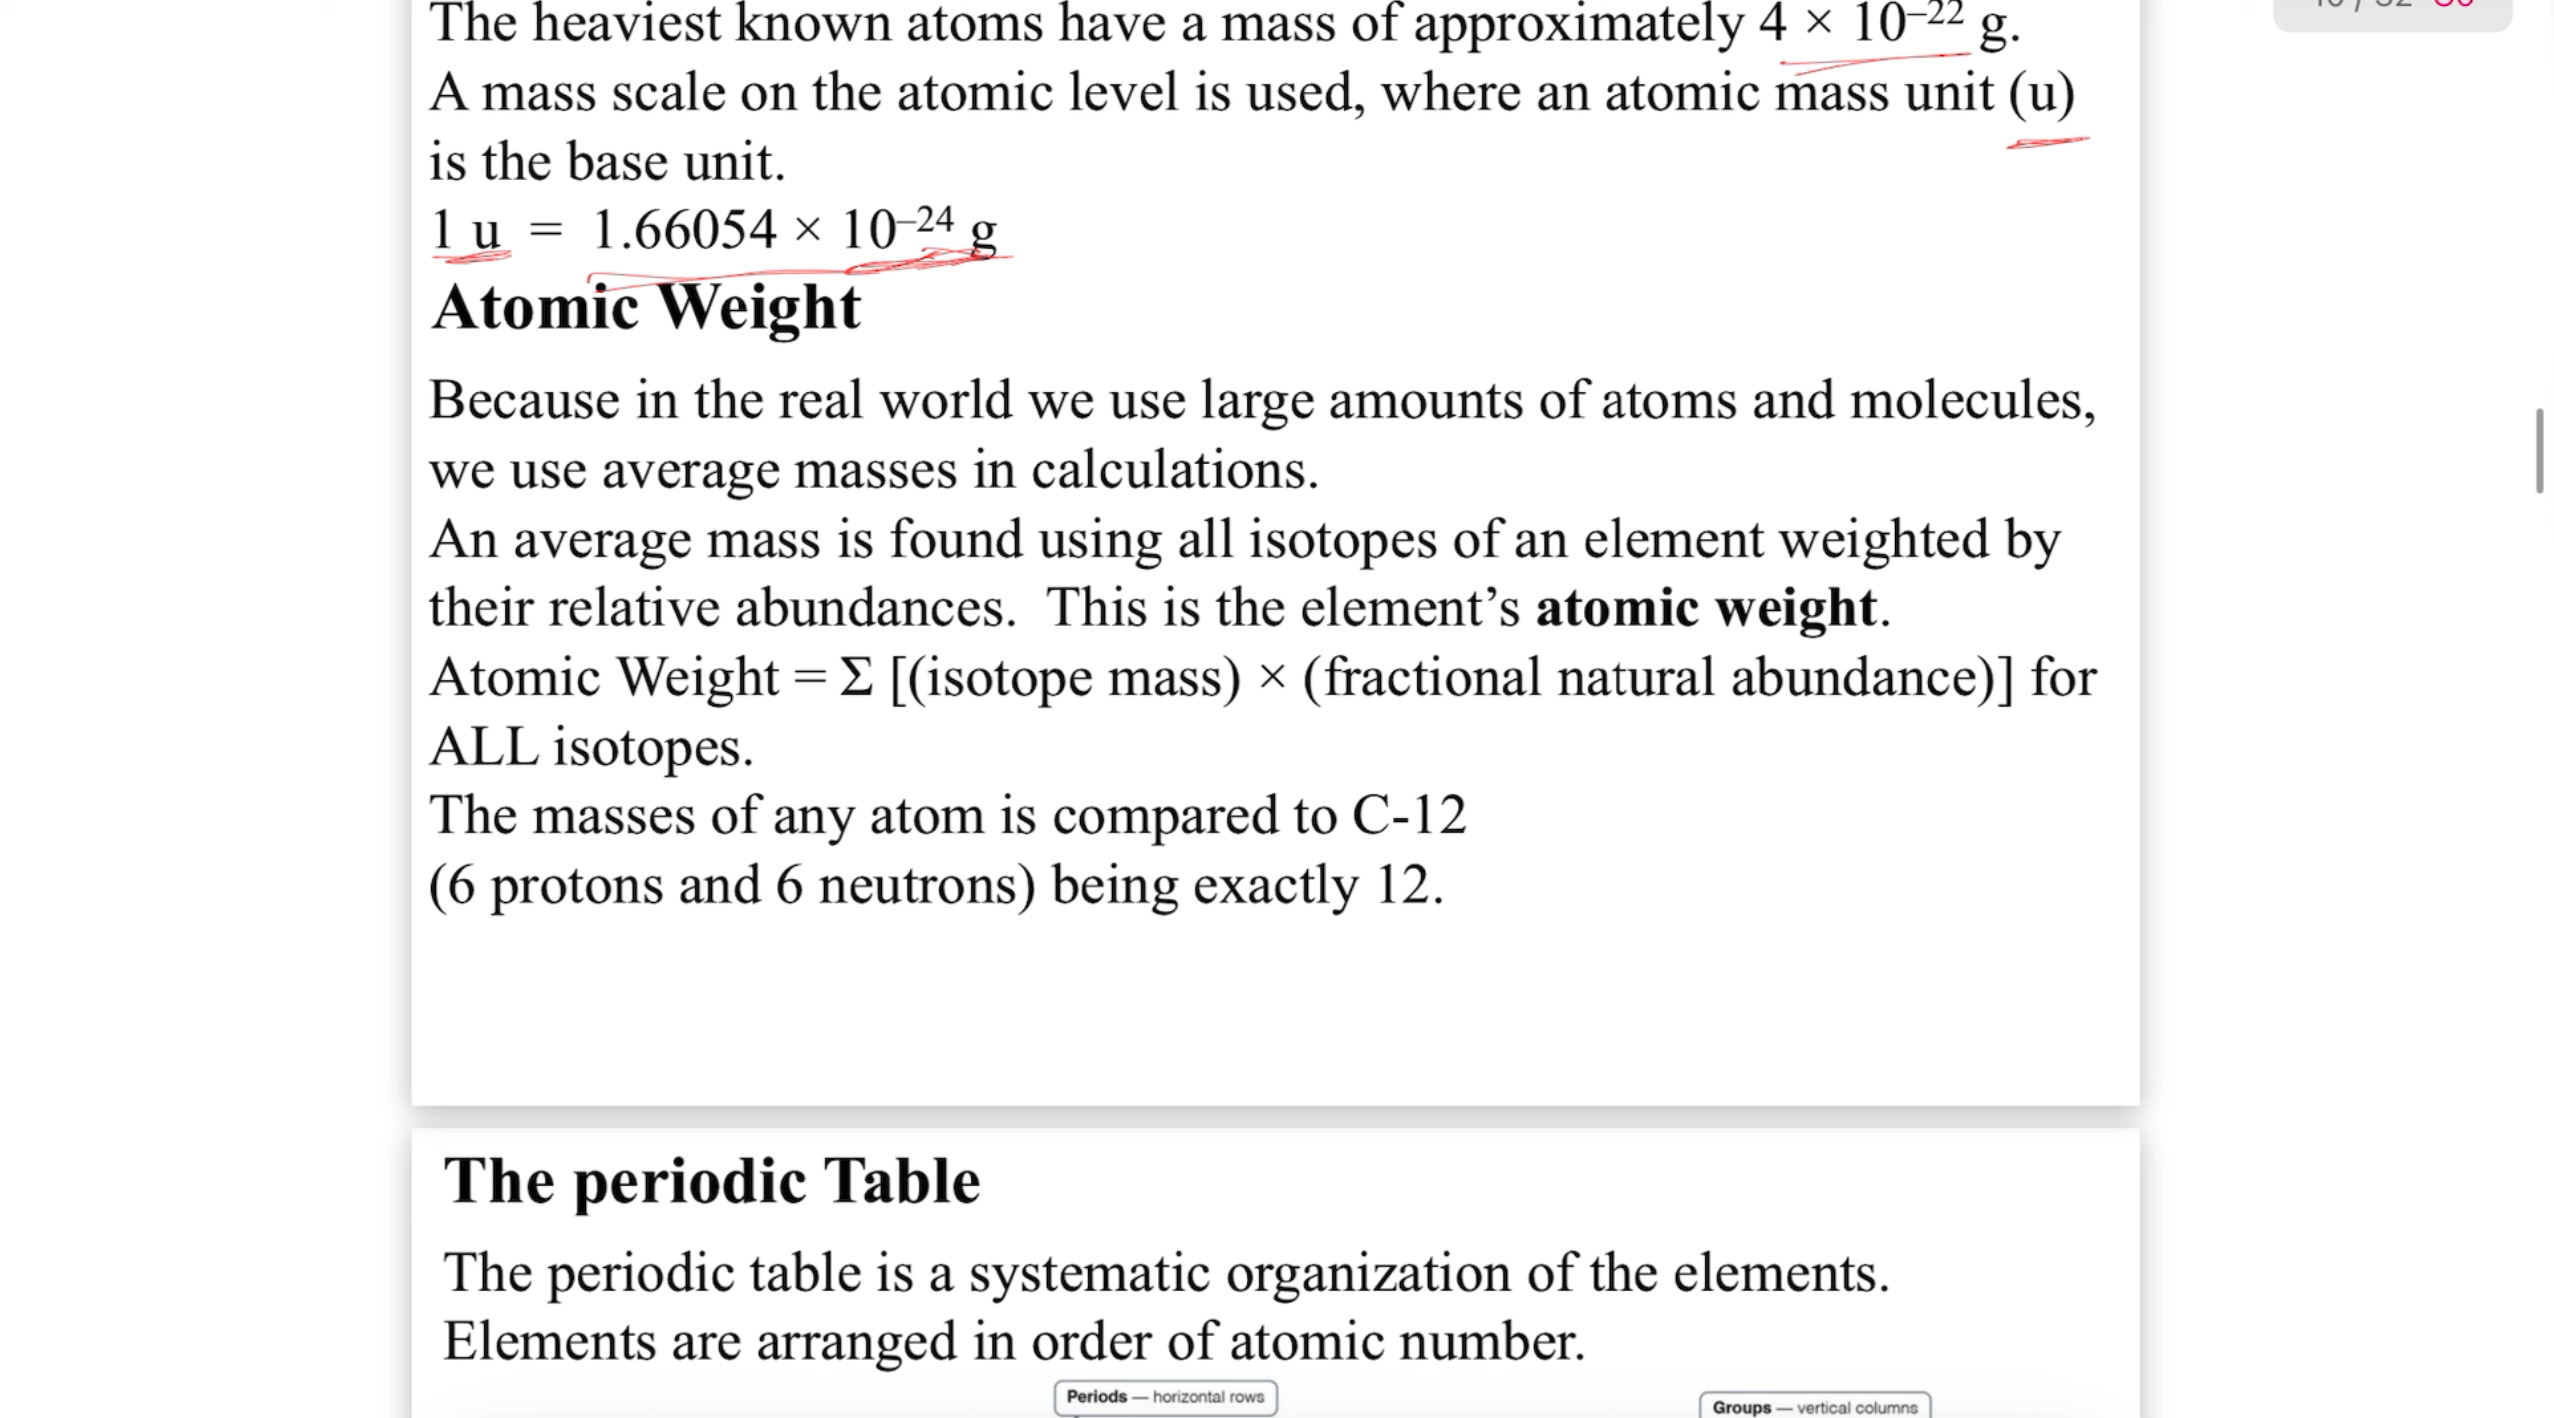 The heaviest known atoms have a mass of approximately 4 × 10⁻²² g.
A mass scale on the atomic level is used, where an atomic mass unit (u)
is the base unit.
1 u = 1.66054 × 10⁻²⁴ g
Atomic Weight
Because in the real world we use large amounts of atoms and molecules,
we use average masses in calculations.
An average mass is found using all isotopes of an element weighted by
their relative abundances. This is the element’s atomic weight.
Atomic Weight = Σ [(isotope mass) × (fractional natural abundance)] for
ALL isotopes.
The masses of any atom is compared to C-12
(6 protons and 6 neutrons) being exactly 12.
The periodic Table
The periodic table is a systematic organization of the elements.
Elements are arranged in order of atomic number.
Periods — horizontal rows
Groups — vertical columns